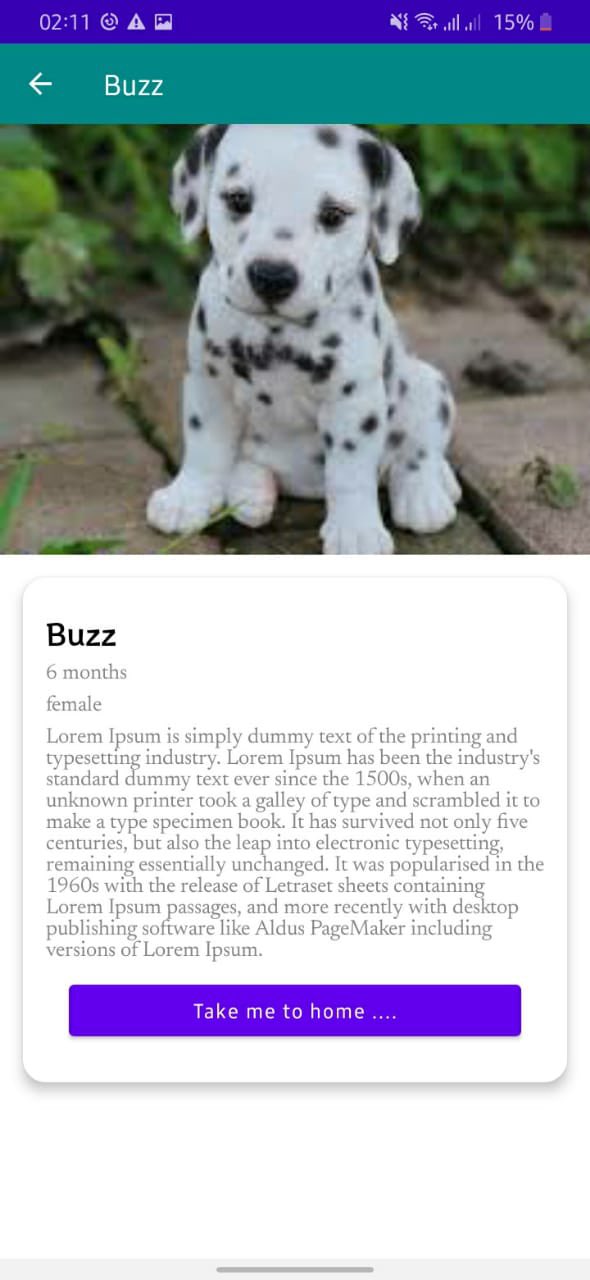 02:11 15%
Buzz
Buzz
6 months
female
Lorem Ipsum is simply dummy text of the printing and
typesetting industry. Lorem Ipsum has been the industry's
standard dummy text ever since the 1500s, when an
unknown printer took a galley of type and scrambled it to
make a type specimen book. It has survived not only five
centuries, but also the leap into electronic typesetting,
remaining essentially unchanged. It was popularised in the
1960s with the release of Letraset sheets containing
Lorem Ipsum passages, and more recently with desktop
publishing software like Aldus PageMaker including
versions of Lorem Ipsum.
Take me to home ....